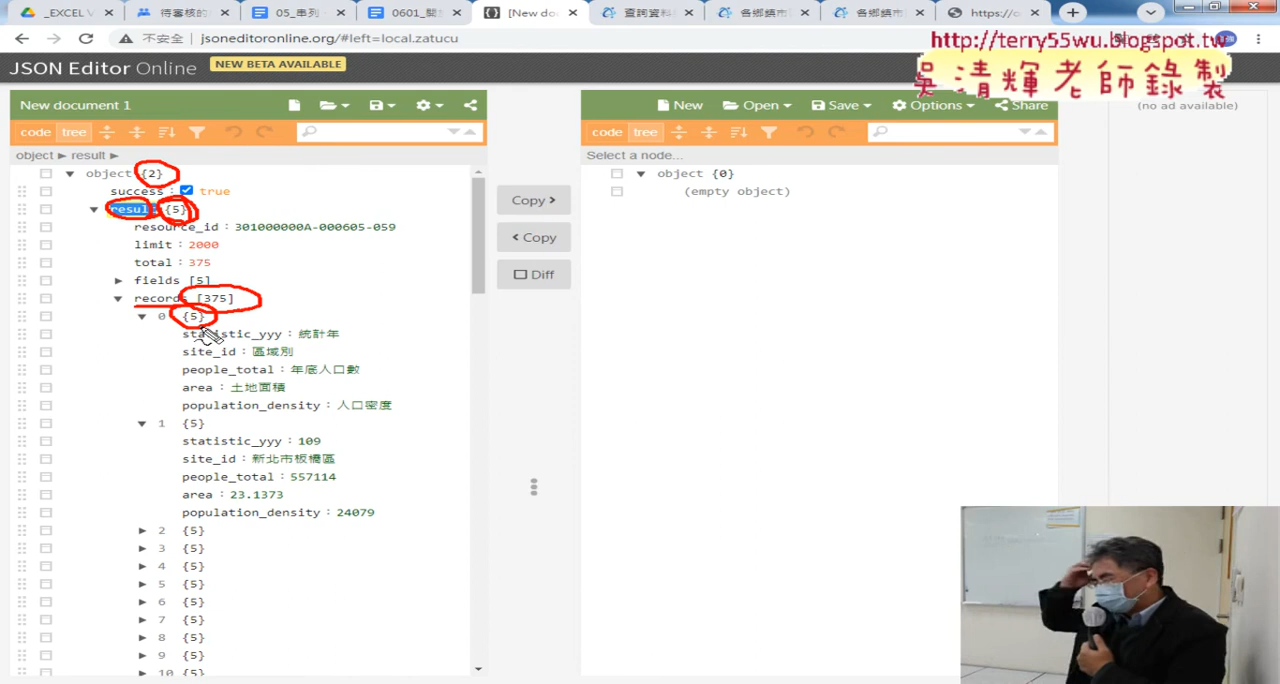 _EXCEL V
待審核的
05_串列
0601_開
[New do
查詢資料
各鄉鎮市
各鄉鎮市
https://o
不安全
jsoneditoronline.org/#left=local.zatucu
http://terry55wu.blogspot.tw
吳清輝老師錄製
JSON Editor Online
NEW BETA AVAILABLE
New document 1
New
Open
Save
Options
Share
(no ad available)
code
tree
code
tree
object ▸ result ▸
Select a node...
object {2}
success : true
result {5}
resource_id : 301000000A-000605-059
limit : 2000
total : 375
fields [5]
records [375]
0 {5}
statistic_yyy : 統計年
site_id : 區域別
people_total : 年底人口數
area : 土地面積
population_density : 人口密度
1 {5}
statistic_yyy : 109
site_id : 新北市板橋區
people_total : 557114
area : 23.1373
population_density : 24079
2 {5}
3 {5}
4 {5}
5 {5}
6 {5}
7 {5}
8 {5}
9 {5}
10 {5}
Copy >
< Copy
Diff
object {0}
(empty object)